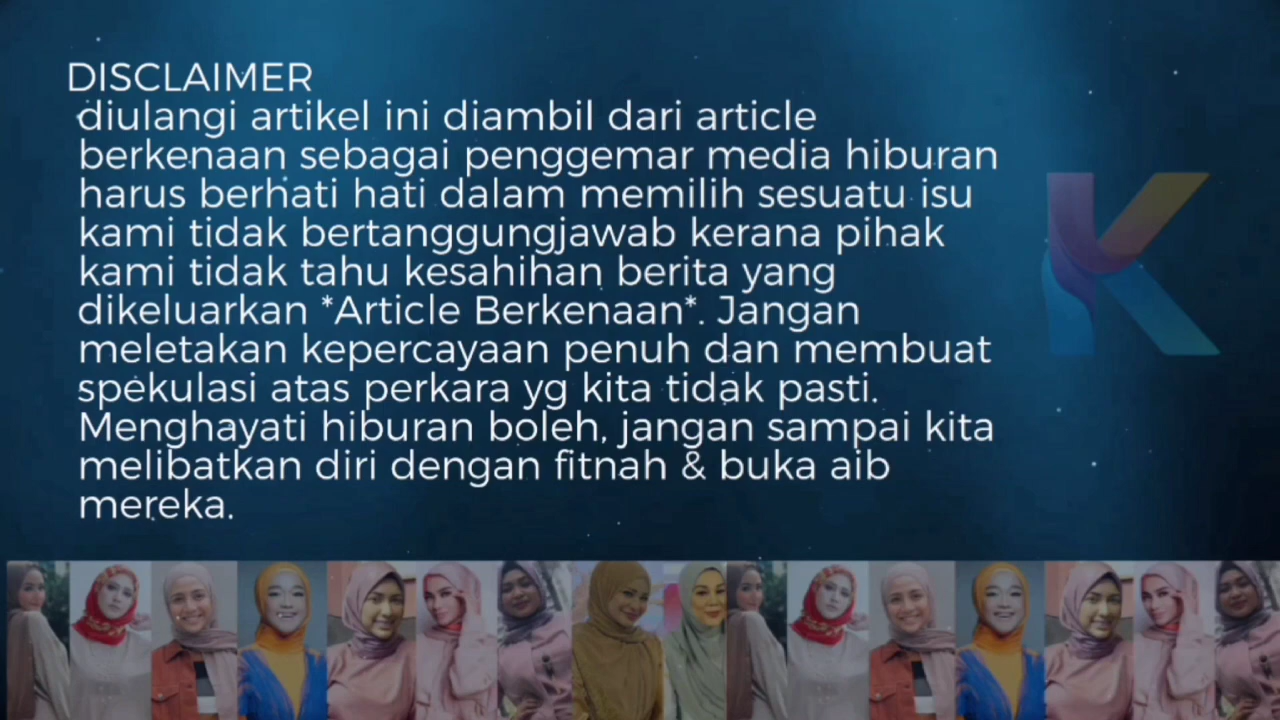 DISCLAIMER
diulangi artikel ini diambil dari article
berkenaan sebagai penggemar media hiburan
harus berhati hati dalam memilih sesuatu isu
kami tidak bertanggungjawab kerana pihak
kami tidak tahu kesahihan berita yang
dikeluarkan *Article Berkenaan*. Jangan
meletakan kepercayaan penuh dan membuat
spekulasi atas perkara yg kita tidak pasti.
Menghayati hiburan boleh, jangan sampai kita
melibatkan diri dengan fitnah & buka aib
mereka.
K